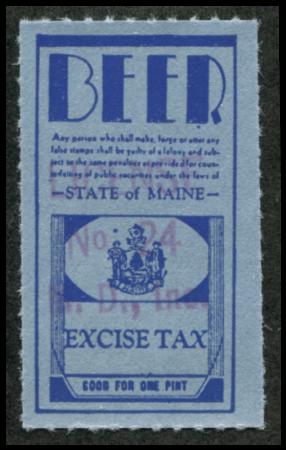 BEER
Any person who shall make, forge or alter any
false stamps shall be guilty of a felony and sub-
ject to the same penalties as provided for coun-
terfeiting of public securities under the laws of
—STATE of MAINE—
No. 24
D., Inc.
EXCISE TAX
GOOD FOR ONE PINT